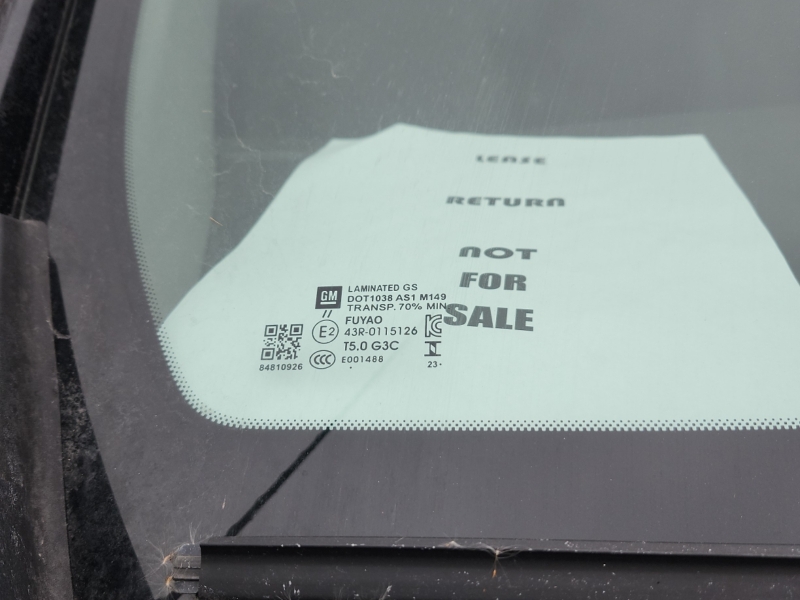 LEASE
RETURN
NOT
FOR
SALE
GM
LAMINATED GS
DOT1038 AS1 M149
TRANSP. 70% MIN
//
FUYAO
E2
43R-0115126
T5.0 G3C
CCC
E001488
84810926
23